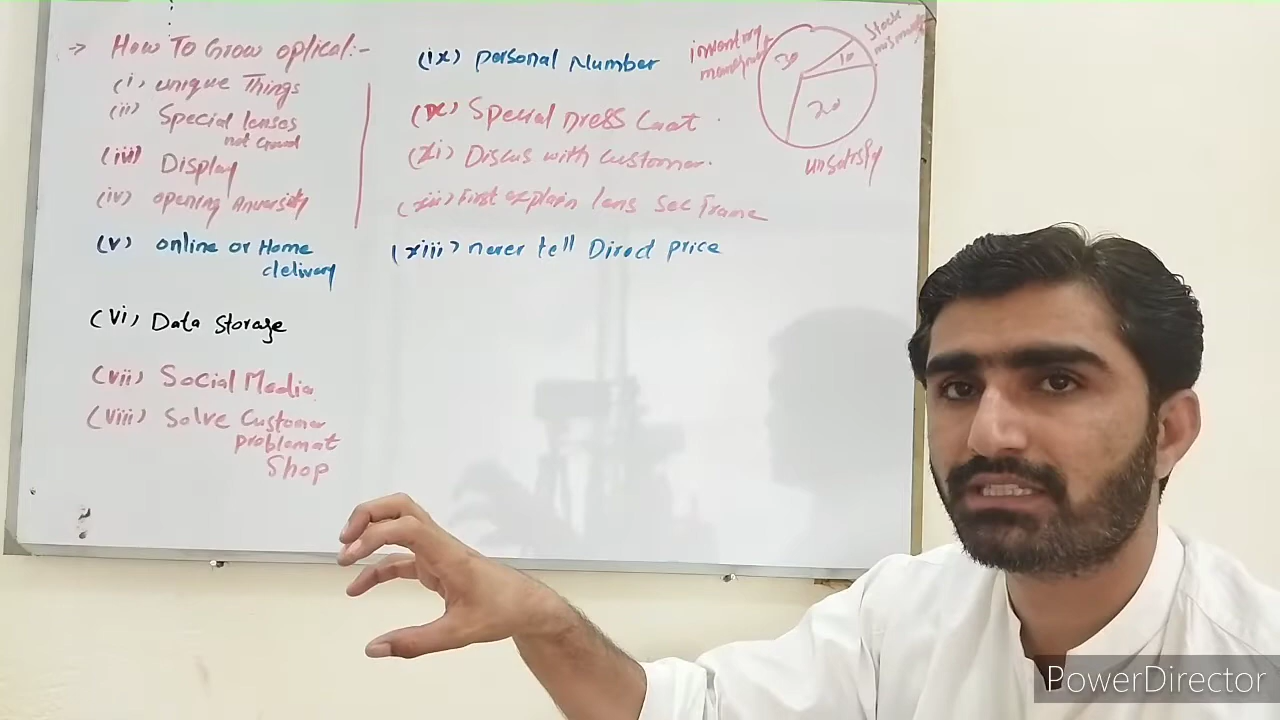 → How To Grow optical:-
(i) unique Things
(ii) Special lenses
not Crowd
(iii) Display
(iv) opening Anversity
(v) online or Home
delivery
(vi) Data Storage
(vii) Social Media
(viii) Solve Customer
problem at
Shop
(ix) personal Number
(x) Special Dress Coat
(xi) Discus with Customer.
(xii) First explain lens Sec Frame
(xiii) never tell Direct price
inventory
30
10
Stock
20
unsatisfy
PowerDirector